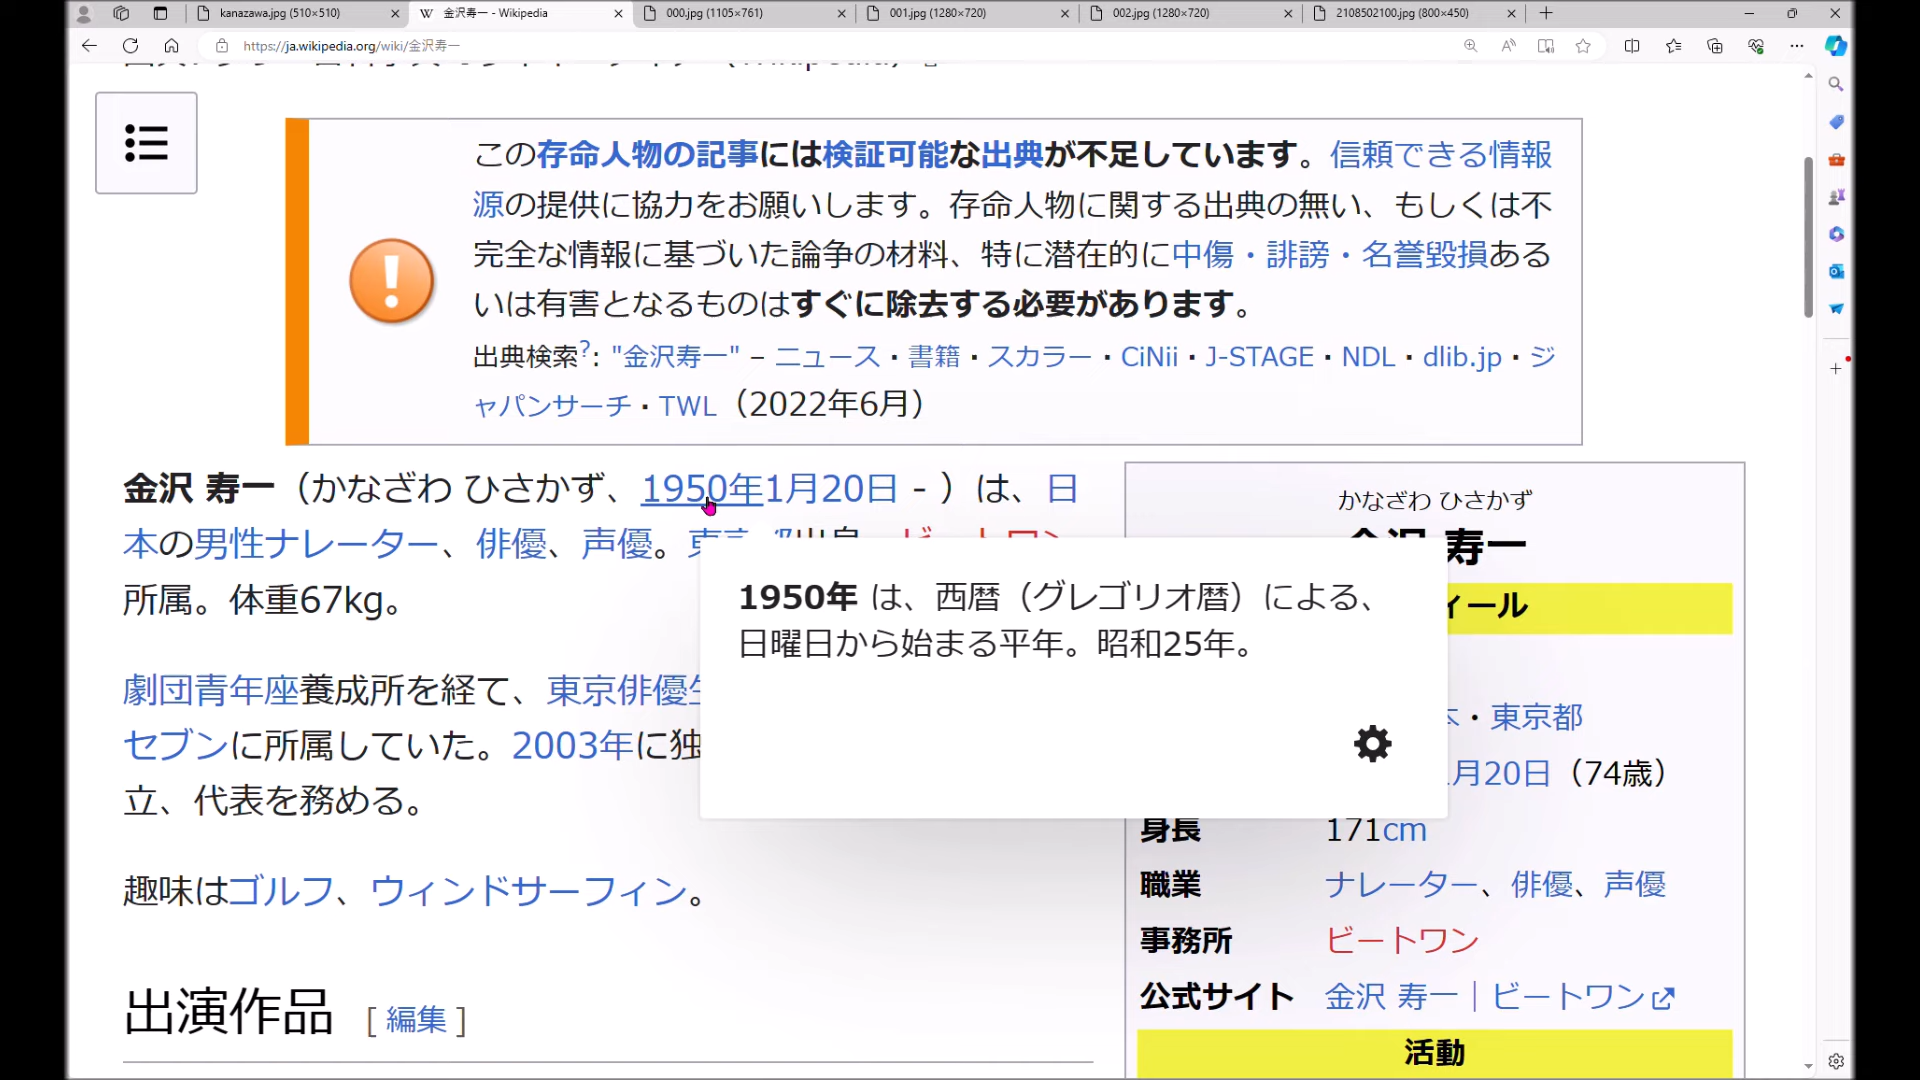 kanazawa.jpg (510×510)
金沢寿一 - Wikipedia
000.jpg (1105×761)
001.jpg (1280×720)
002.jpg (1280×720)
2108502100.jpg (800×450)
https://ja.wikipedia.org/wiki/金沢寿一
この存命人物の記事には検証可能な出典が不足しています。信頼できる情報
源の提供に協力をお願いします。存命人物に関する出典の無い、もしくは不
完全な情報に基づいた論争の材料、特に潜在的に中傷・誹謗・名誉毀損ある
いは有害となるものはすぐに除去する必要があります。
出典検索?: "金沢寿一" – ニュース・書籍・スカラー・CiNii・J-STAGE・NDL・dlib.jp・ジ
ャパンサーチ・TWL（2022年6月）
金沢 寿一（かなざわ ひさかず、1950年1月20日 - ）は、日
本の男性ナレーター、俳優、声優。
所属。体重67kg。
劇団青年座養成所を経て、東京俳優
セブンに所属していた。2003年に独
立、代表を務める。
趣味はゴルフ、ウィンドサーフィン。
出演作品 [ 編集 ]
1950年 は、西暦（グレゴリオ暦）による、
日曜日から始まる平年。昭和25年。
かなざわ ひさかず
金沢 寿一
ィール
・東京都
月20日（74歳）
身長 171cm
職業 ナレーター、俳優、声優
事務所 ビートワン
公式サイト 金沢 寿一｜ビートワン
活動